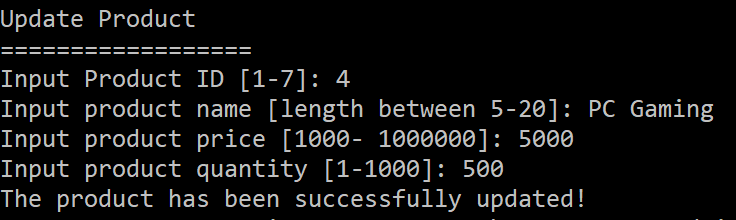 Update Product
==================
Input Product ID [1-7]: 4
Input product name [length between 5-20]: PC Gaming
Input product price [1000- 1000000]: 5000
Input product quantity [1-1000]: 500
The product has been successfully updated!